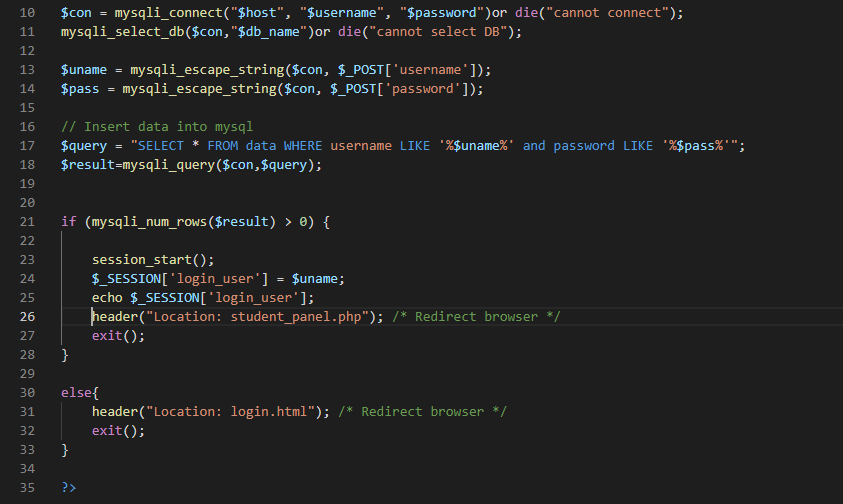 10 $con = mysqli_connect("$host", "$username", "$password")or die("cannot connect");
11 mysqli_select_db($con,"$db_name")or die("cannot select DB");
12
13 $uname = mysqli_escape_string($con, $_POST['username']);
14 $pass = mysqli_escape_string($con, $_POST['password']);
15
16 // Insert data into mysql
17 $query = "SELECT * FROM data WHERE username LIKE '%$uname%' and password LIKE '%$pass%'";
18 $result=mysqli_query($con,$query);
19
20
21 if (mysqli_num_rows($result) > 0) {
22
23     session_start();
24     $_SESSION['login_user'] = $uname;
25     echo $_SESSION['login_user'];
26     header("Location: student_panel.php"); /* Redirect browser */
27     exit();
28 }
29
30 else{
31     header("Location: login.html"); /* Redirect browser */
32     exit();
33 }
34
35 ?>